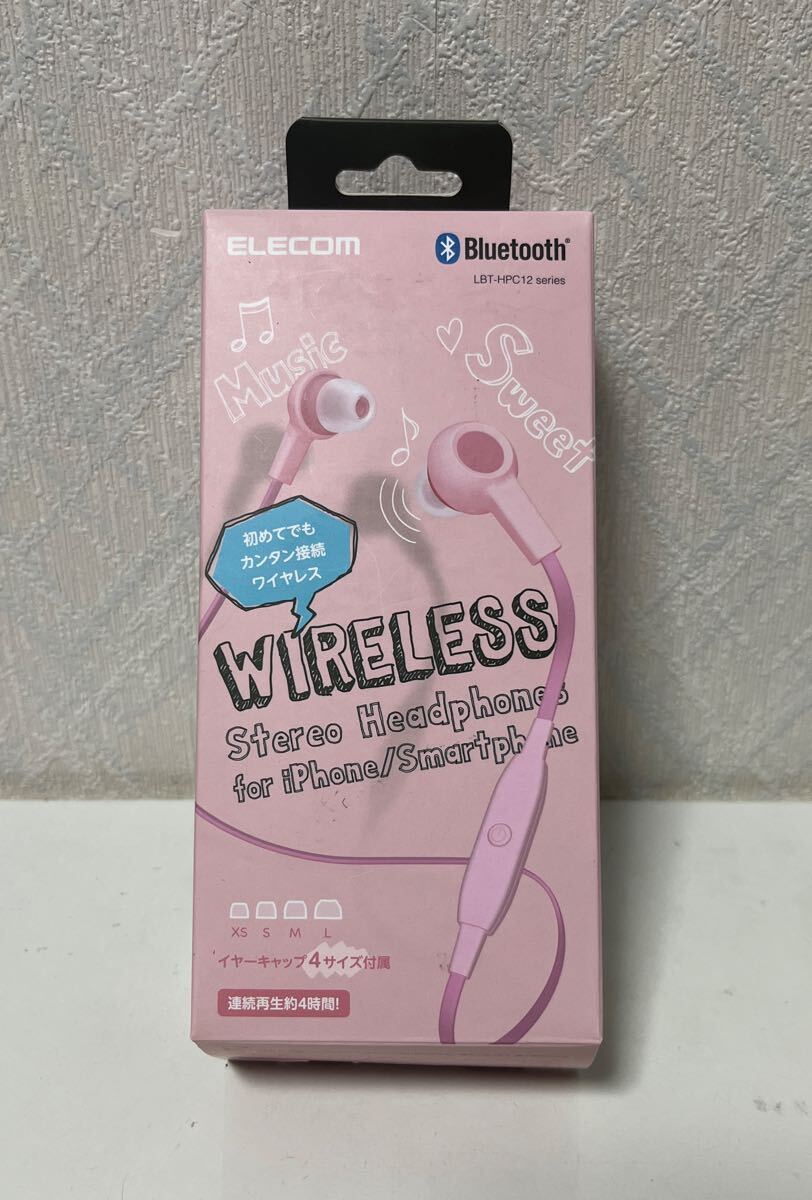 ELECOM
Bluetooth®
LBT-HPC12 series
Music
Sweet
初めてでも
カンタン接続
ワイヤレス
WIRELESS
Stereo Headphones
for iPhone/Smartphone
XS S M L
イヤーキャップ4サイズ付属
連続再生約4時間!